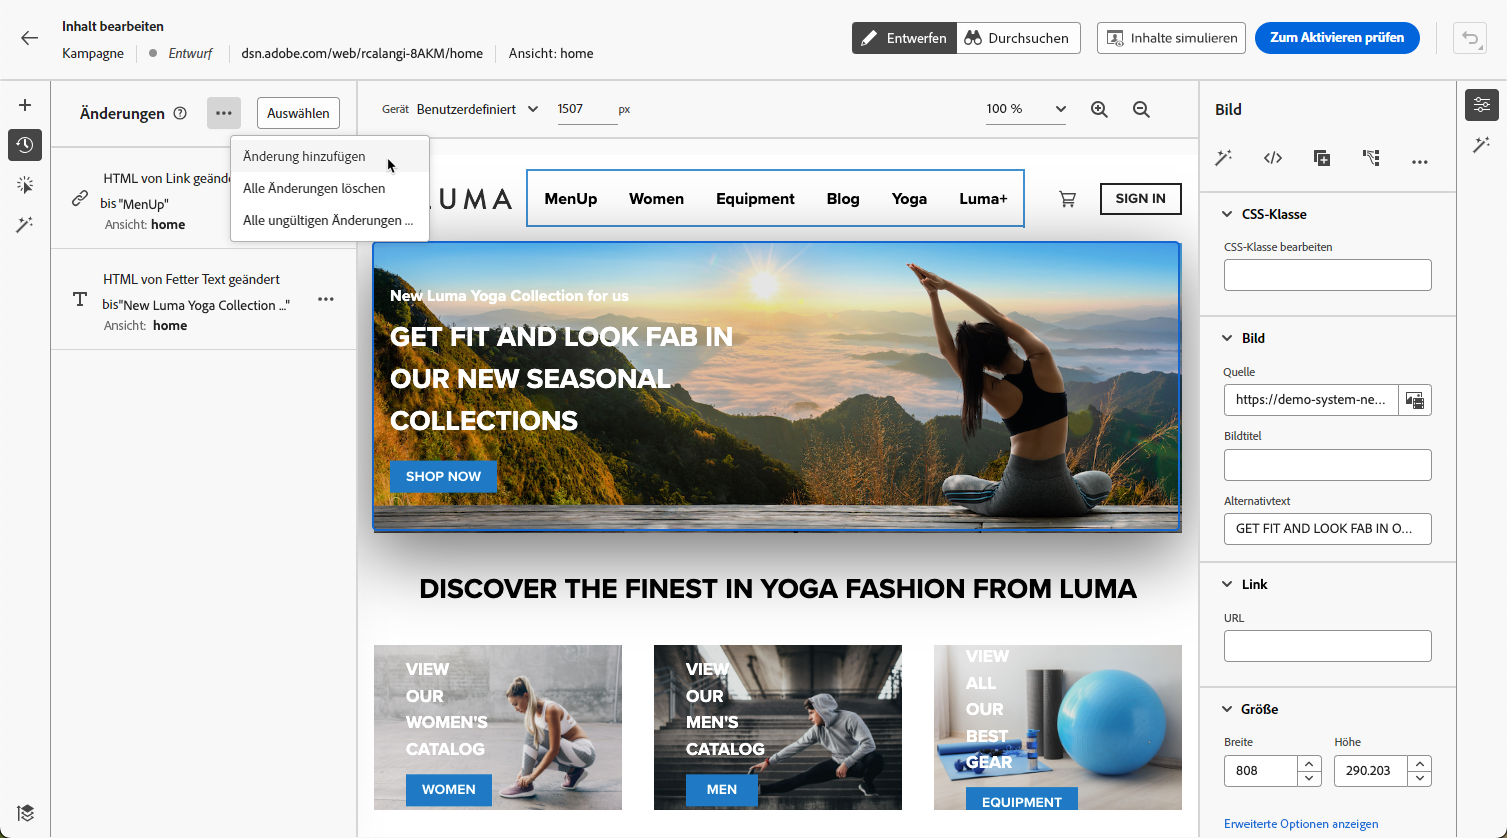 Inhalt bearbeiten
Kampagne
Entwurf
dsn.adobe.com/web/rcalangi-8AKM/home
Ansicht: home
Entwerfen
Durchsuchen
Inhalte simulieren
Zum Aktivieren prüfen
Änderungen
Auswählen
Änderung hinzufügen
Alle Änderungen löschen
Alle ungültigen Änderungen ...
HTML von Link geänd
bis "MenUp"
Ansicht: home
HTML von Fetter Text geändert
bis"New Luma Yoga Collection ..."
Ansicht: home
Gerät Benutzerdefiniert
1507 px
100 %
LUMA
MenUp
Women
Equipment
Blog
Yoga
Luma+
SIGN IN
New Luma Yoga Collection for us
GET FIT AND LOOK FAB IN
OUR NEW SEASONAL
COLLECTIONS
SHOP NOW
DISCOVER THE FINEST IN YOGA FASHION FROM LUMA
VIEW
OUR
WOMEN'S
CATALOG
WOMEN
VIEW
OUR
MEN'S
CATALOG
MEN
VIEW
ALL
OUR
BEST
GEAR
EQUIPMENT
Bild
CSS-Klasse
CSS-Klasse bearbeiten
Bild
Quelle
https://demo-system-ne...
Bildtitel
Alternativtext
GET FIT AND LOOK FAB IN O...
Link
URL
Größe
Breite
Höhe
808
290.203
Erweiterte Optionen anzeigen